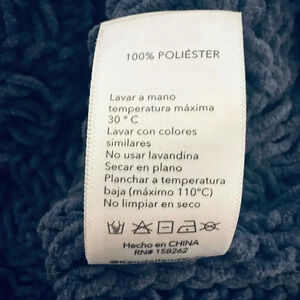 100% POLIÉSTER
Lavar a mano
temperatura máxima
30 ° C
Lavar con colores
similares
No usar lavandina
Secar en plano
Planchar a temperatura
baja (máximo 110°C)
No limpiar en seco
Hecho en CHINA
RN# 158262